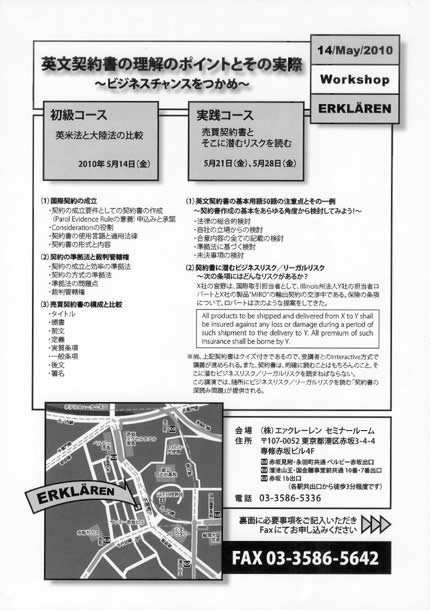 英文契約書の理解のポイントとその実際
～ビジネスチャンスをつかめ～
14/May/2010
Workshop
ERKLÄREN
初級コース
英米法と大陸法の比較
2010年5月14日(金)
実践コース
売買契約書と
そこに潜むリスクを読む
5月21日(金)、5月28日(金)
(1)国際契約の成立
・契約の成立要件としての契約書の作成
(Parol Evidence Ruleの意義)申込みと承諾
・Considerationの役割
・契約書の使用言語と適用法律
・契約書の形式と内容
(2)契約の準拠法と裁判管轄権
・契約の成立と効率の準拠法
・契約の方式の準拠法
・準拠法の問題点
・裁判管轄権
(3)売買契約書の構成と比較
・タイトル
・頭書
・前文
・定義
・実質条項
・一般条項
・後文
・署名
(1)英文契約書の基本用語50語の注意点とその一例
～契約書作成の基本をあらゆる角度から検討してみよう!～
・法律の総合的検討
・自社の立場からの検討
・合意内容の全ての記載の検討
・準拠法に基づく検討
・未決事項の検討
(2)契約書に潜むビジネスリスク／リーガルリスク
～次の条項にはどんなリスクがあるか?
X社の宮野は、国際取引担当者として、Illinois州法人Y社の担当者ロ
バートとX社の製品"MIRO"の輸出契約の交渉中である。保険の条項
について、ロバートは次のような提案をしてきた。
All products to be shipped and delivered from X to Y shall
be insured against any loss or damage during a period of
such shipment to the delivery to Y. All premium of such
insurance shall be borne by Y.
※尚、上記契約書はクイズ付きであるので、受講者とのInteractive方式で
講義が進められる。また、契約書は、的確に読むことはもちろんのこと、そ
こに潜むビジネスリスク／リーガルリスクを読まねばならない。
この講演では、随所にビジネスリスク／リーガルリスクを読む「契約書の
深読み問題」が提供される。
ERKLÄREN
会場 (株)エァクレーレン セミナールーム
住所 〒107-0052 東京都港区赤坂3-4-4
専修赤坂ビル4F
赤坂見附・永田町共通 ベルビー赤坂出口
溜池山王・国会議事堂前共通 10番・7番出口
赤坂 1b出口
(各駅共出口から徒歩3分程度です)
電話 03-3586-5336
裏面に必要事項をご記入いただき
Faxにてお申し込みください
FAX 03-3586-5642